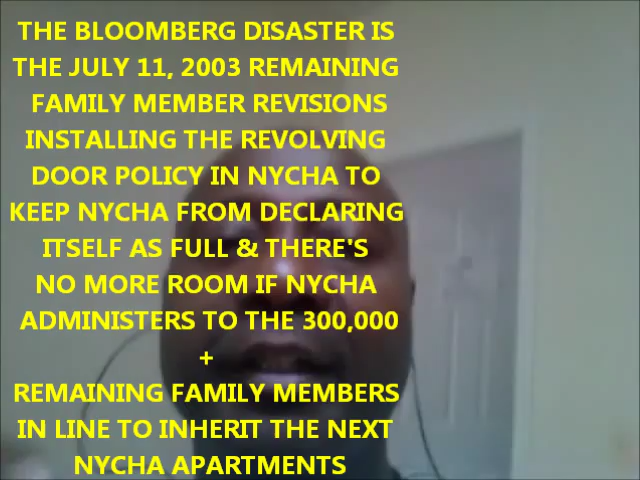 THE BLOOMBERG DISASTER IS
THE JULY 11, 2003 REMAINING
FAMILY MEMBER REVISIONS
INSTALLING THE REVOLVING
DOOR POLICY IN NYCHA TO
KEEP NYCHA FROM DECLARING
ITSELF AS FULL & THERE'S
NO MORE ROOM IF NYCHA
ADMINISTERS TO THE 300,000
+
REMAINING FAMILY MEMBERS
IN LINE TO INHERIT THE NEXT
NYCHA APARTMENTS